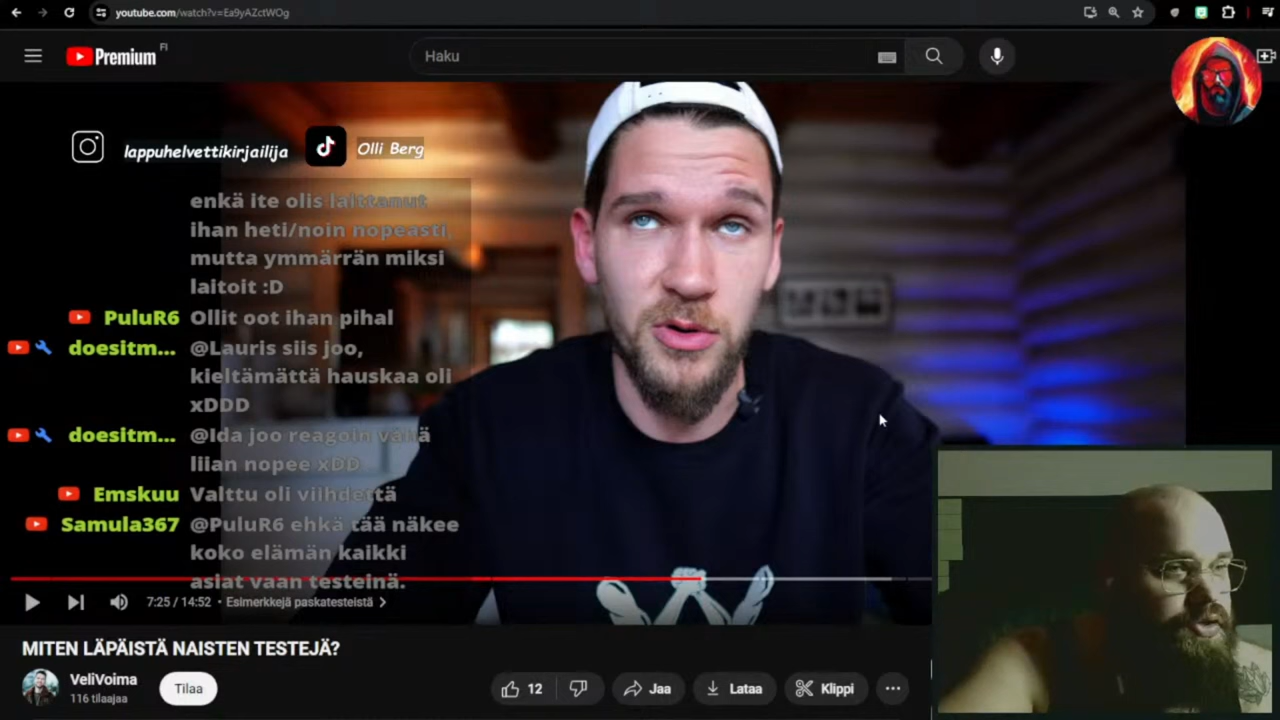 youtube.com/watch?v=Ea9yAZctWOg
Premium FI
Haku
lappuhelvettikirjailija
Olli Berg
enkä ite olis laittanut
ihan heti/noin nopeasti,
mutta ymmärrän miksi
laitoit :D
PuluR6 Ollit oot ihan pihal
doesitm... @Lauris siis joo,
kieltämättä hauskaa oli
xDDD
doesitm... @Ida joo reagoin vähä
liian nopee xDD
Emskuu Valttu oli viihdettä
Samula367 @PuluR6 ehkä tää näkee
koko elämän kaikki
asiat vaan testeinä.
7:25 / 14:52 • Esimerkkejä paskatesteistä
MITEN LÄPÄISTÄ NAISTEN TESTEJÄ?
VeliVoima
116 tilaajaa
Tilaa
12
Jaa
Lataa
Klippi